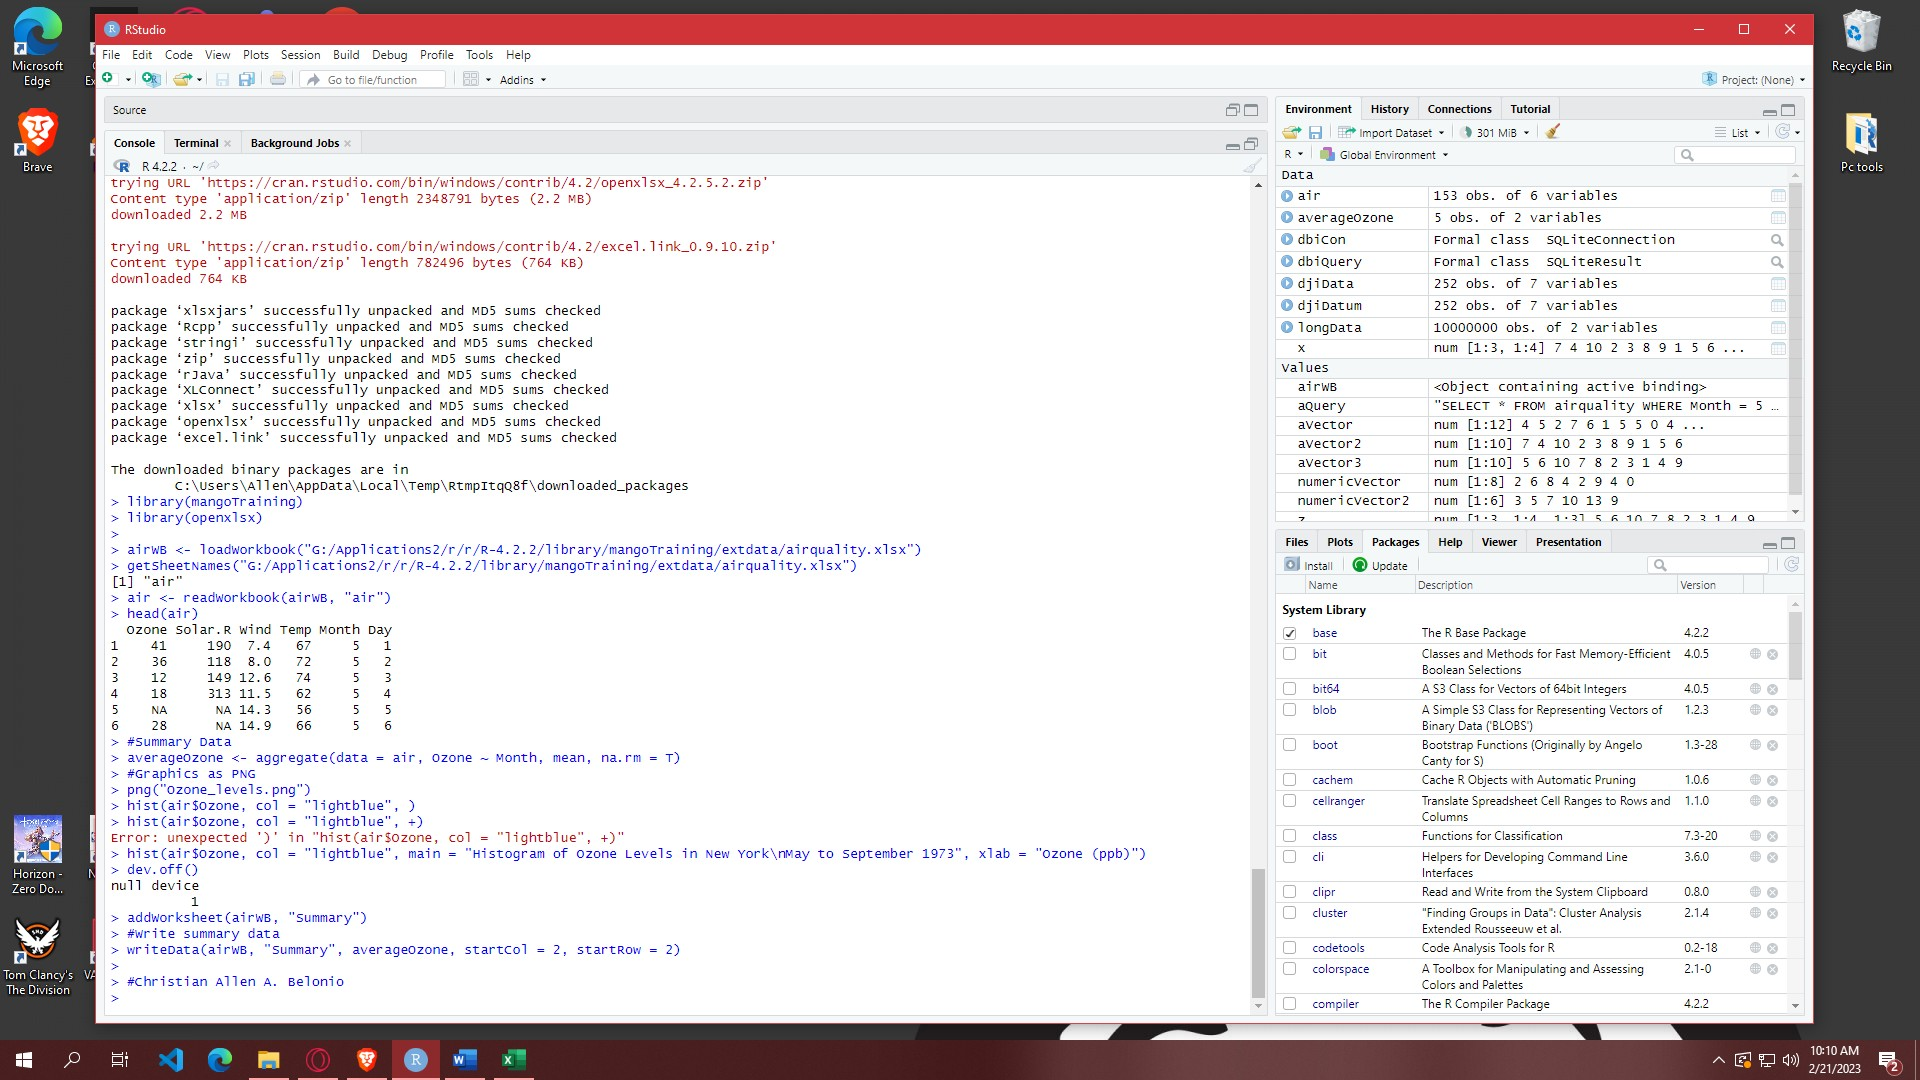 RStudio
File Edit Code View Plots Session Build Debug Profile Tools Help
Go to file/function
Addins
Project: (None)
Source
Console Terminal Background Jobs
R 4.2.2 · ~/
trying URL 'https://cran.rstudio.com/bin/windows/contrib/4.2/openxlsx_4.2.5.2.zip'
Content type 'application/zip' length 2348791 bytes (2.2 MB)
downloaded 2.2 MB
trying URL 'https://cran.rstudio.com/bin/windows/contrib/4.2/excel.link_0.9.10.zip'
Content type 'application/zip' length 782496 bytes (764 KB)
downloaded 764 KB
package ‘xlsxjars’ successfully unpacked and MD5 sums checked
package ‘Rcpp’ successfully unpacked and MD5 sums checked
package ‘stringi’ successfully unpacked and MD5 sums checked
package ‘zip’ successfully unpacked and MD5 sums checked
package ‘rJava’ successfully unpacked and MD5 sums checked
package ‘XLConnect’ successfully unpacked and MD5 sums checked
package ‘xlsx’ successfully unpacked and MD5 sums checked
package ‘openxlsx’ successfully unpacked and MD5 sums checked
package ‘excel.link’ successfully unpacked and MD5 sums checked
The downloaded binary packages are in
C:\Users\Allen\AppData\Local\Temp\RtmpItqQ8f\downloaded_packages
> library(mangoTraining)
> library(openxlsx)
>
> airWB <- loadWorkbook("G:/Applications2/r/r/R-4.2.2/library/mangoTraining/extdata/airquality.xlsx")
> getSheetNames("G:/Applications2/r/r/R-4.2.2/library/mangoTraining/extdata/airquality.xlsx")
[1] "air"
> air <- readWorkbook(airWB, "air")
> head(air)
Ozone Solar.R Wind Temp Month Day
1 41 190 7.4 67 5 1
2 36 118 8.0 72 5 2
3 12 149 12.6 74 5 3
4 18 313 11.5 62 5 4
5 NA NA 14.3 56 5 5
6 28 NA 14.9 66 5 6
> #Summary Data
> averageOzone <- aggregate(data = air, Ozone ~ Month, mean, na.rm = T)
> #Graphics as PNG
> png("Ozone_levels.png")
> hist(air$Ozone, col = "lightblue", )
> hist(air$Ozone, col = "lightblue", +)
Error: unexpected ')' in "hist(air$Ozone, col = "lightblue", +)"
> hist(air$Ozone, col = "lightblue", main = "Histogram of Ozone Levels in New York\nMay to September 1973", xlab = "Ozone (ppb)")
> dev.off()
null device
1
> addWorksheet(airWB, "Summary")
> #Write summary data
> writeData(airWB, "Summary", averageOzone, startCol = 2, startRow = 2)
>
> #Christian Allen A. Belonio
>
Environment History Connections Tutorial
Import Dataset 301 MiB List
R Global Environment
Data
air 153 obs. of 6 variables
averageOzone 5 obs. of 2 variables
dbiCon Formal class SQLiteConnection
dbiQuery Formal class SQLiteResult
djiData 252 obs. of 7 variables
djiDatum 252 obs. of 7 variables
longData 10000000 obs. of 2 variables
x num [1:3, 1:4] 7 4 10 2 3 8 9 1 5 6 ...
Values
airWB <Object containing active binding>
aQuery "SELECT * FROM airquality WHERE Month = 5 …
aVector num [1:12] 4 5 2 7 6 1 5 5 0 4 ...
aVector2 num [1:10] 7 4 10 2 3 8 9 1 5 6
aVector3 num [1:10] 5 6 10 7 8 2 3 1 4 9
numericVector num [1:8] 2 6 8 4 2 9 4 0
numericVector2 num [1:6] 3 5 7 10 13 9
z num [1:3, 1:4, 1:3] 5 6 10 7 8 2 3 1 4 9
Files Plots Packages Help Viewer Presentation
Install Update
Name Description Version
System Library
base The R Base Package 4.2.2
bit Classes and Methods for Fast Memory-Efficient 4.0.5
Boolean Selections
bit64 A S3 Class for Vectors of 64bit Integers 4.0.5
blob A Simple S3 Class for Representing Vectors of 1.2.3
Binary Data ('BLOBS')
boot Bootstrap Functions (Originally by Angelo 1.3-28
Canty for S)
cachem Cache R Objects with Automatic Pruning 1.0.6
cellranger Translate Spreadsheet Cell Ranges to Rows and 1.1.0
Columns
class Functions for Classification 7.3-20
cli Helpers for Developing Command Line 3.6.0
Interfaces
clipr Read and Write from the System Clipboard 0.8.0
cluster "Finding Groups in Data": Cluster Analysis 2.1.4
Extended Rousseeuw et al.
codetools Code Analysis Tools for R 0.2-18
colorspace A Toolbox for Manipulating and Assessing 2.1-0
Colors and Palettes
compiler The R Compiler Package 4.2.2
Microsoft
Edge
Brave
Horizon -
Zero Do...
Tom Clancy's
The Division
Recycle Bin
Pc tools
10:10 AM
2/21/2023
2